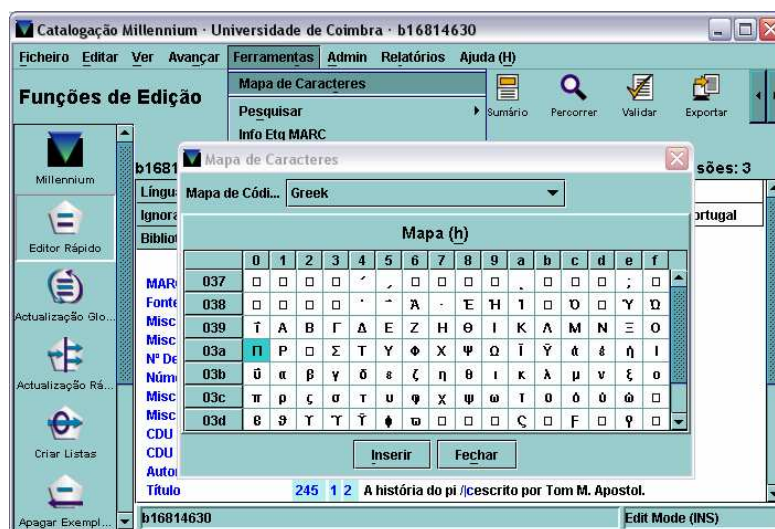 Catalogação Millennium · Universidade de Coimbra · b16814630
Ficheiro Editar Ver Avançar Ferramentas Admin Relatórios Ajuda (H)
Funções de Edição
Mapa de Caracteres
Pesquisar
Info Etq MARC
Sumário Percorrer Validar Exportar
Millennium
Editor Rápido
Actualização Glo...
Actualização Rá...
Criar Listas
Apagar Exempl...
b1681
sões: 3
Língu
Ignora
ortugal
Bibliot
Mapa de Caracteres
Mapa de Códi... Greek
Mapa (h)
0 1 2 3 4 5 6 7 8 9 a b c d e f
037 □ □ □ □ ʹ ͵ □ □ □ □ ͺ □ □ □ ; □
038 □ □ □ □ ΄ ΅ Ά · Έ Ή Ί □ Ό □ Ύ Ώ
039 ΐ Α Β Γ Δ Ε Ζ Η Θ Ι Κ Λ Μ Ν Ξ Ο
03a Π Ρ □ Σ Τ Υ Φ Χ Ψ Ω Ϊ Ϋ ά έ ή ί
03b ΰ α β γ δ ε ζ η θ ι κ λ μ ν ξ ο
03c π ρ ς σ τ υ φ χ ψ ω ϊ ϋ ό ύ ώ □
03d ϐ ϑ ϒ ϓ ϔ ϕ ϖ □ □ □ Ϛ □ Ϝ □ Ϙ □
Inserir Fechar
MAR
Fonte
Misc
Misc
Nº De
Núme
Misc
Misc
CDU
CDU
Autor
Título 245 1 2 A história do pi /|cescrito por Tom M. Apostol.
b16814630 Edit Mode (INS)